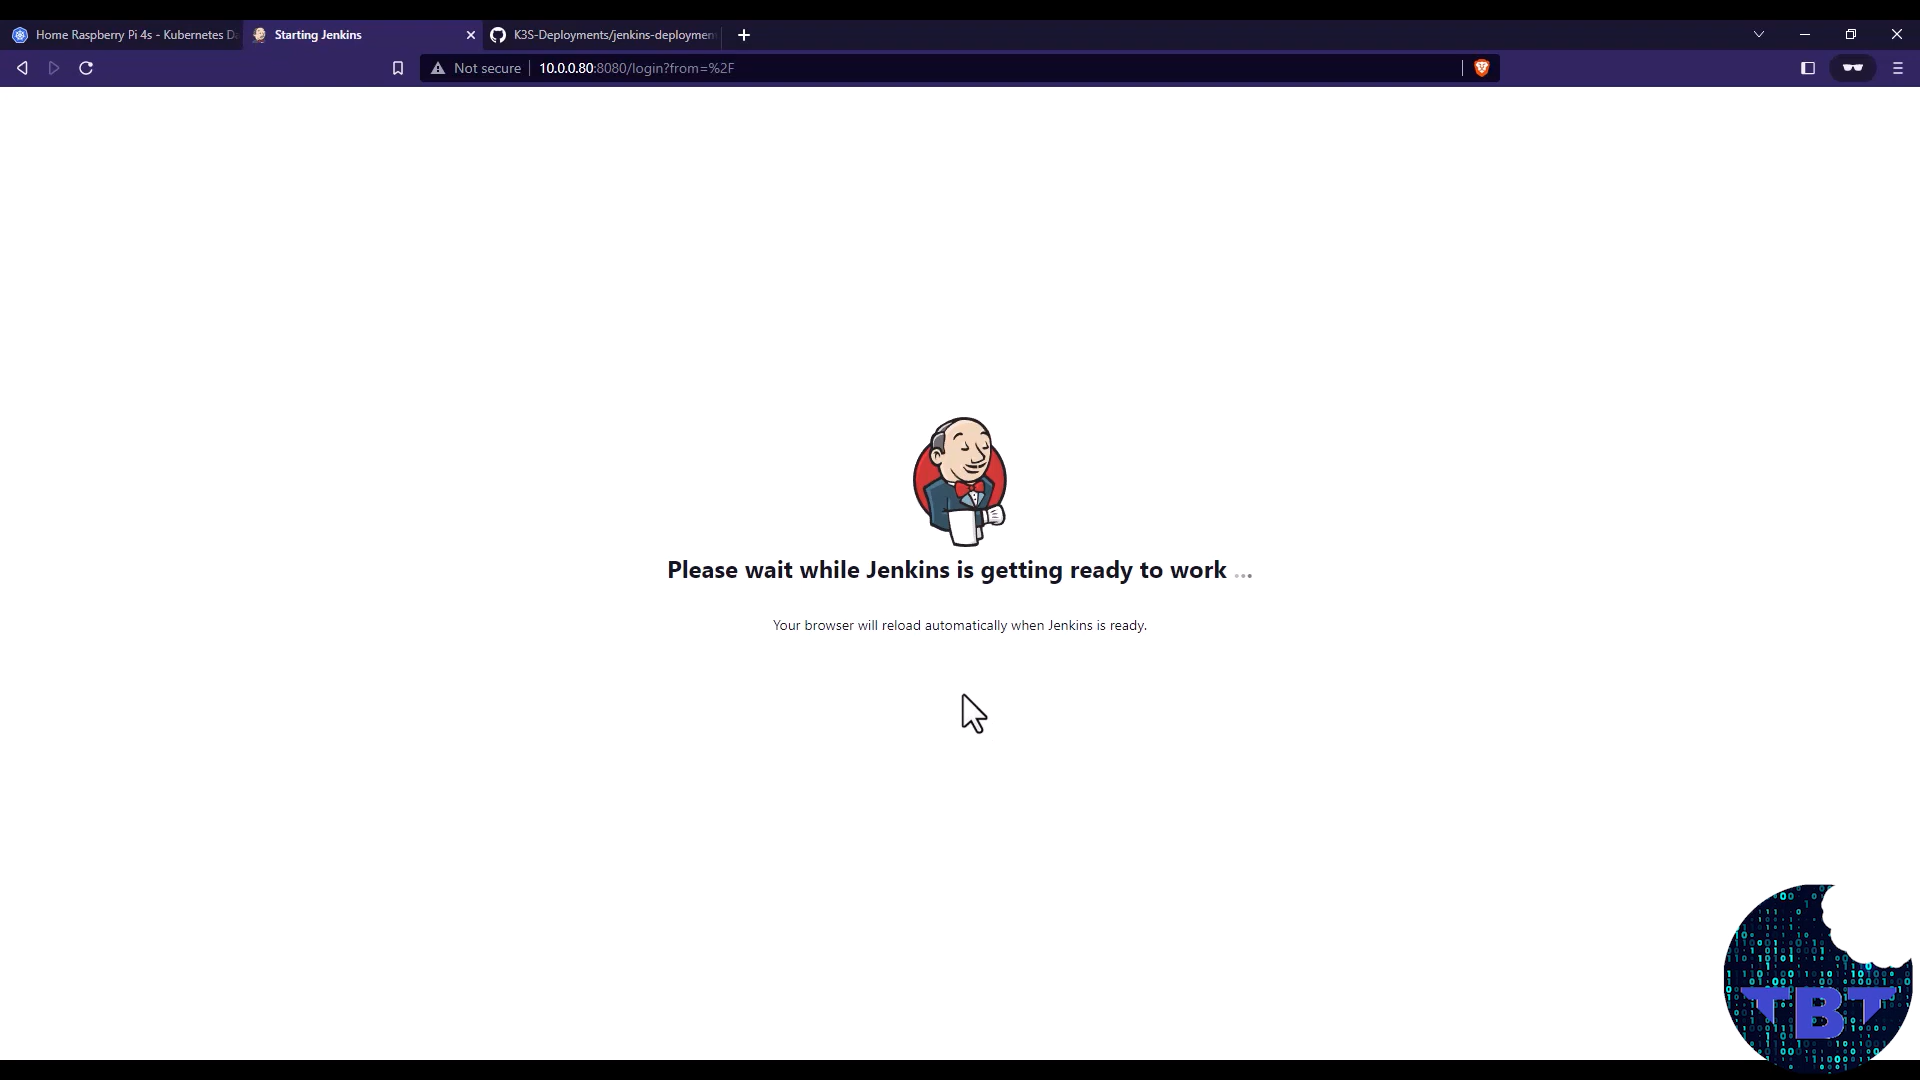 Home Raspberry Pi 4s - Kubernetes D
Starting Jenkins
K3S-Deployments/jenkins-deploymen
Not secure
10.0.0.80:8080/login?from=%2F
Please wait while Jenkins is getting ready to work ...
Your browser will reload automatically when Jenkins is ready.
TBT